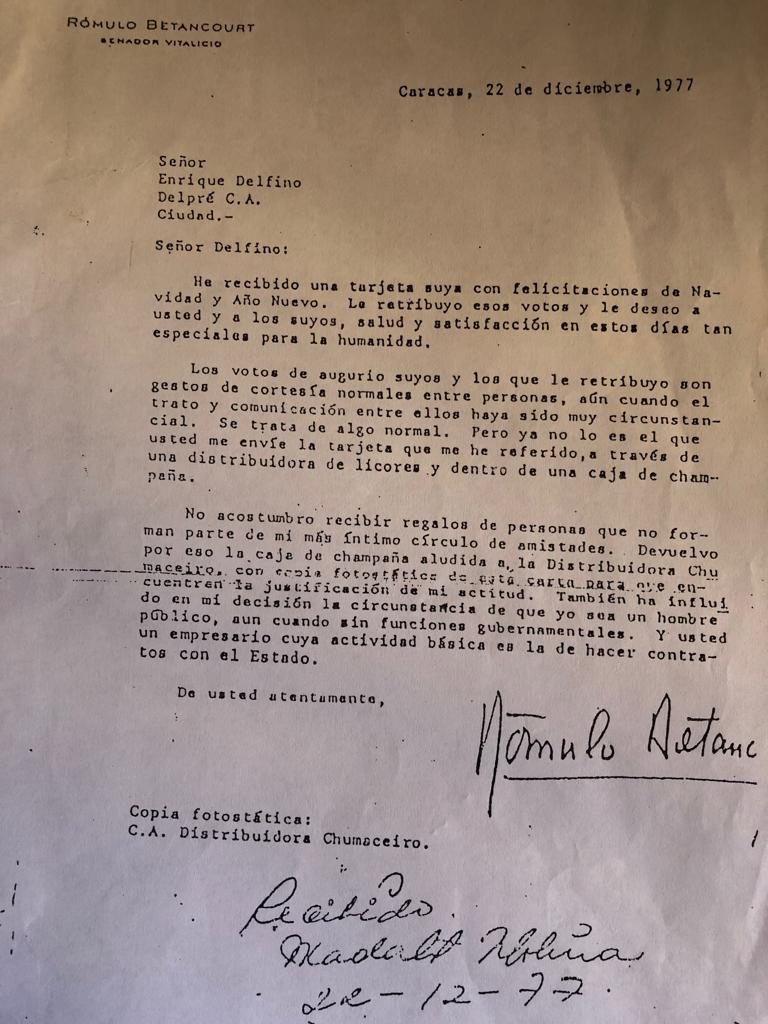 RÓMULO BETANCOURT
SENADOR VITALICIO
Caracas, 22 de diciembre, 1977
Señor
Enrique Delfino
Delpré C.A.
Ciudad.-
Señor Delfino:
He recibido una tarjeta suya con felicitaciones de Na-
vidad y Año Nuevo. Le retribuyo esos votos y le deseo a
usted y a los suyos, salud y satisfacción en estos días tan
especiales para la humanidad.
Los votos de augurio suyos y los que le retribuyo son
gestos de cortesía normales entre personas, aún cuando el
trato y comunicación entre ellos haya sido muy circunstan-
cial. Se trata de algo normal. Pero ya no lo es el que
usted me envíe la tarjeta que me he referido,a través de
una distribuidora de licores y dentro de una caja de cham-
paña.
No acostumbro recibir regalos de personas que no for-
man parte de mi más íntimo círculo de amistades. Devuelvo
por eso la caja de champaña aludida a la Distribuidora Chu
maceiro, con copia fotostática de esta carta para que en-
cuentren la justificación de mi actitud. También ha influi
do en mi decisión la circunstancia de que yo sea un hombre
público, aun cuando sin funciones gubernamentales. Y usted
un empresario cuya actividad básica es la de hacer contra-
tos con el Estado.
De usted atentamente,
Rómulo Betanc
Copia fotostática:
C.A. Distribuidora Chumaceiro.
Recibido.
22-12-77.